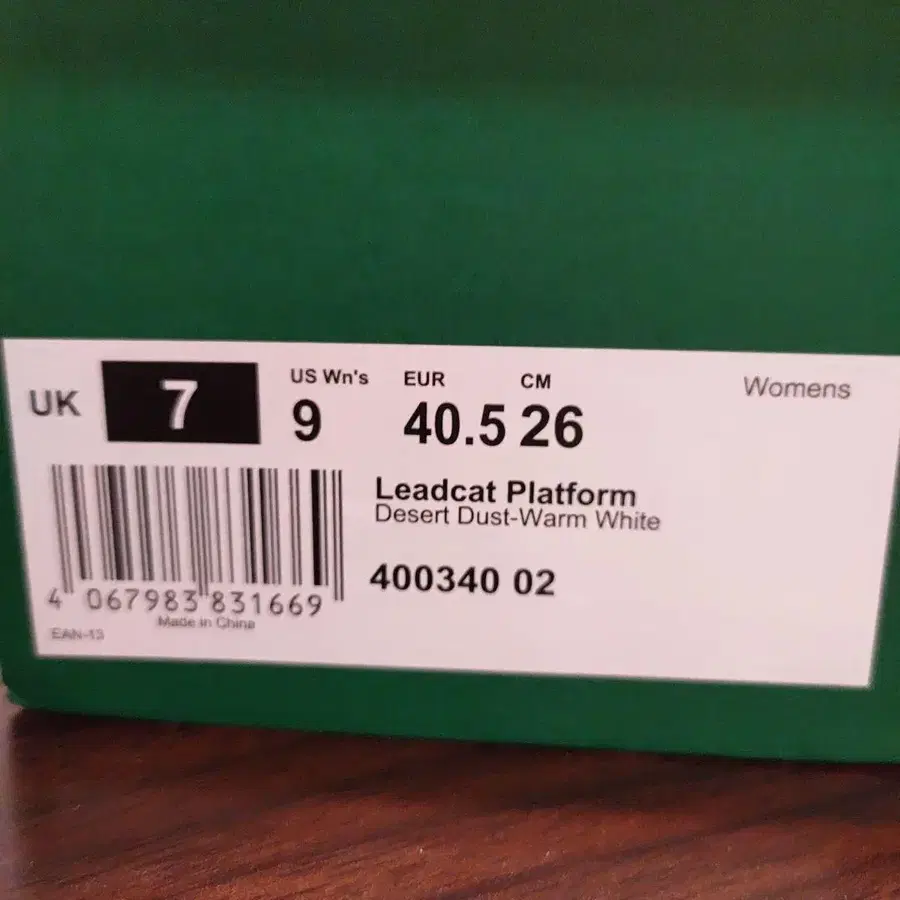 UK 7 US Wn's 9 EUR 40.5 CM 26 Womens
Leadcat Platform
Desert Dust-Warm White
400340 02
4 067983 831669
Made in China
EAN-13